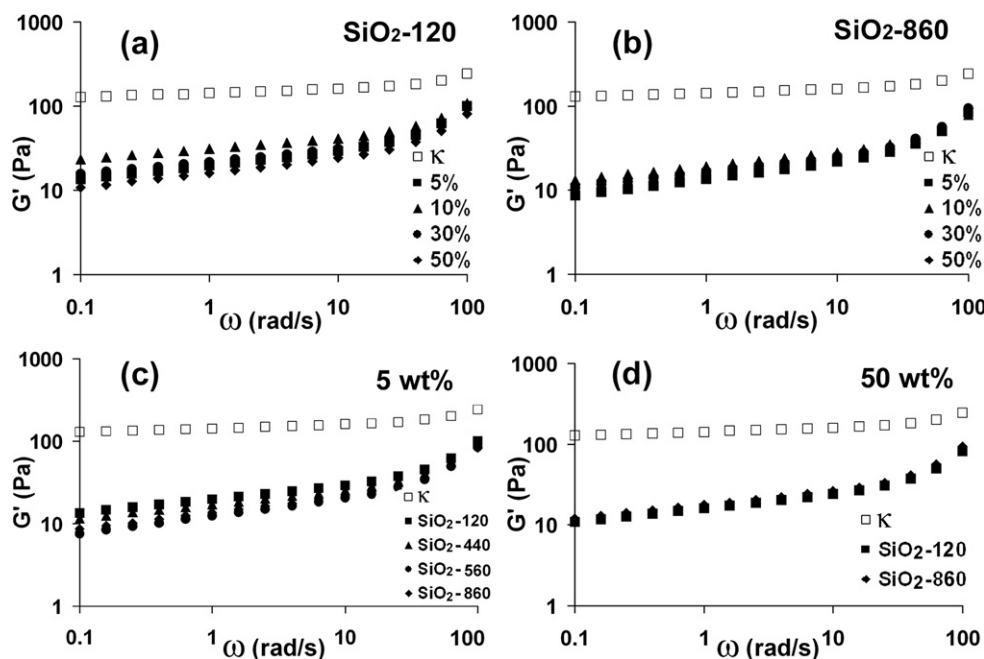 (a)
SiO₂-120
1000
100
10
1
G' (Pa)
κ
5%
10%
30%
50%
0.1
1
10
100
ω (rad/s)
(b)
SiO₂-860
1000
100
10
1
G' (Pa)
κ
5%
10%
30%
50%
0.1
1
10
100
ω (rad/s)
(c)
5 wt%
1000
100
10
1
G' (Pa)
κ
SiO₂-120
SiO₂-440
SiO₂-560
SiO₂-860
0.1
1
10
100
ω (rad/s)
(d)
50 wt%
1000
100
10
1
G' (Pa)
κ
SiO₂-120
SiO₂-860
0.1
1
10
100
ω (rad/s)